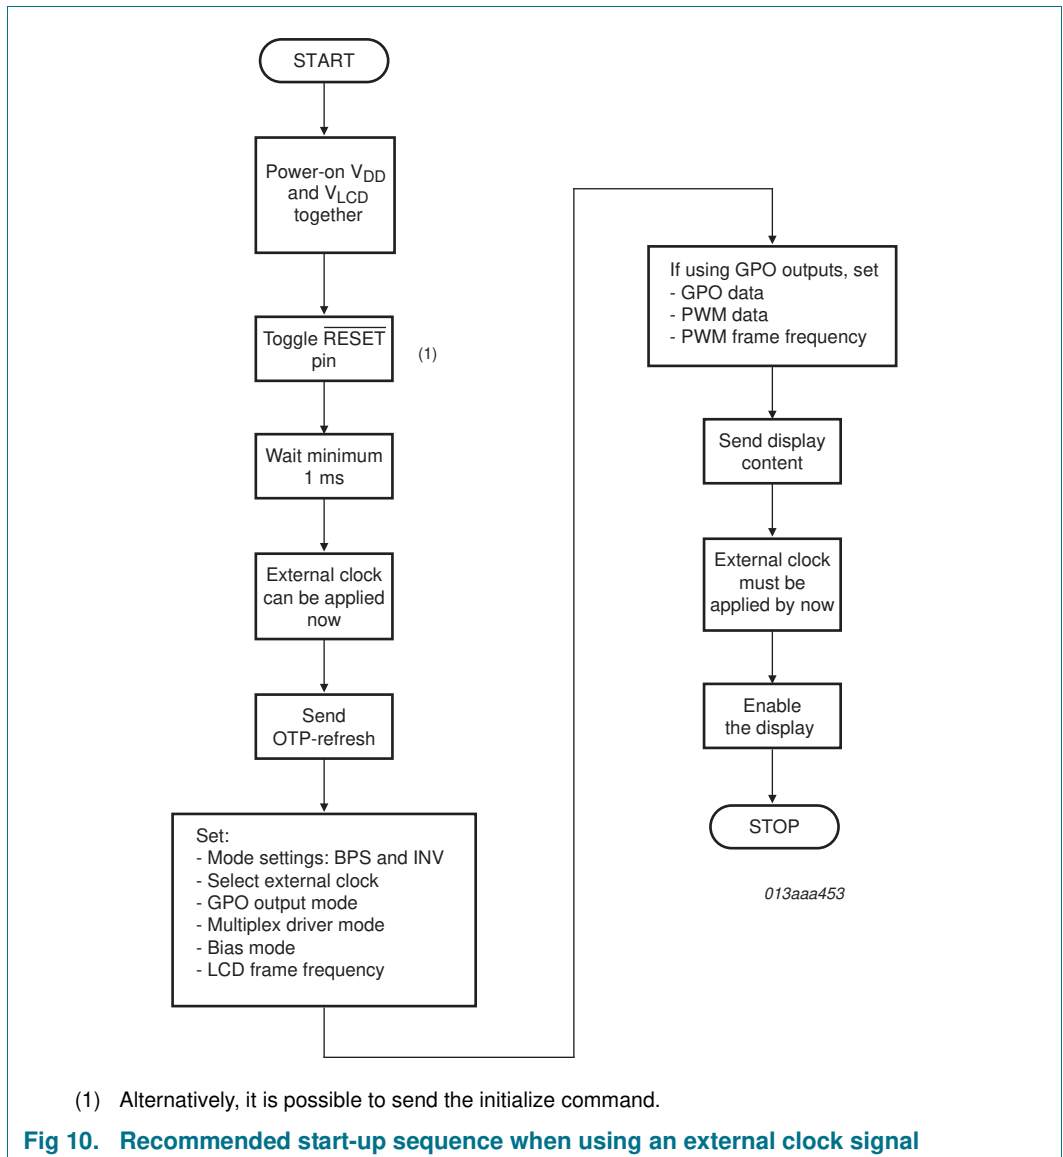 START
Power-on VDD
and VLCD
together
Toggle RESET
pin
(1)
Wait minimum
1 ms
External clock
can be applied
now
Send
OTP-refresh
Set:
- Mode settings: BPS and INV
- Select external clock
- GPO output mode
- Multiplex driver mode
- Bias mode
- LCD frame frequency
If using GPO outputs, set
- GPO data
- PWM data
- PWM frame frequency
Send display
content
External clock
must be
applied by now
Enable
the display
STOP
013aaa453
(1) Alternatively, it is possible to send the initialize command.
Fig 10. Recommended start-up sequence when using an external clock signal